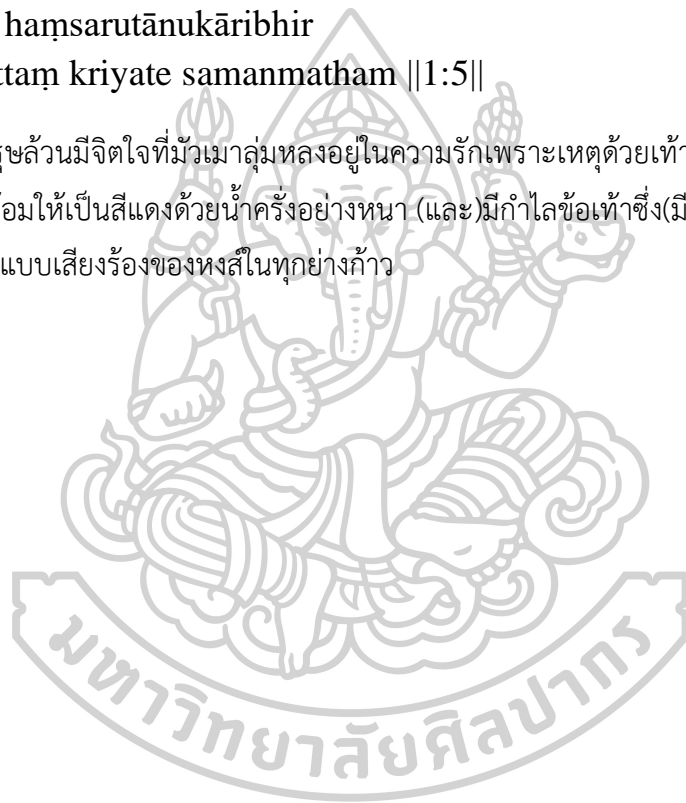 haṃsarutānukāribhir
ttaṃ kriyate samanmatham ||1:5||
รุษล้วนมีจิตใจที่มัวเมาลุ่มหลงอยู่ในความรักเพราะเหตุด้วยเท้า
้อมให้เป็นสีแดงด้วยน้ำครั่งอย่างหนา (และ)มีกำไลข้อเท้าซึ่ง(มี
แบบเสียงร้องของหงส์ในทุกย่างก้าว
มหาวิทยาลัยศิลปากร